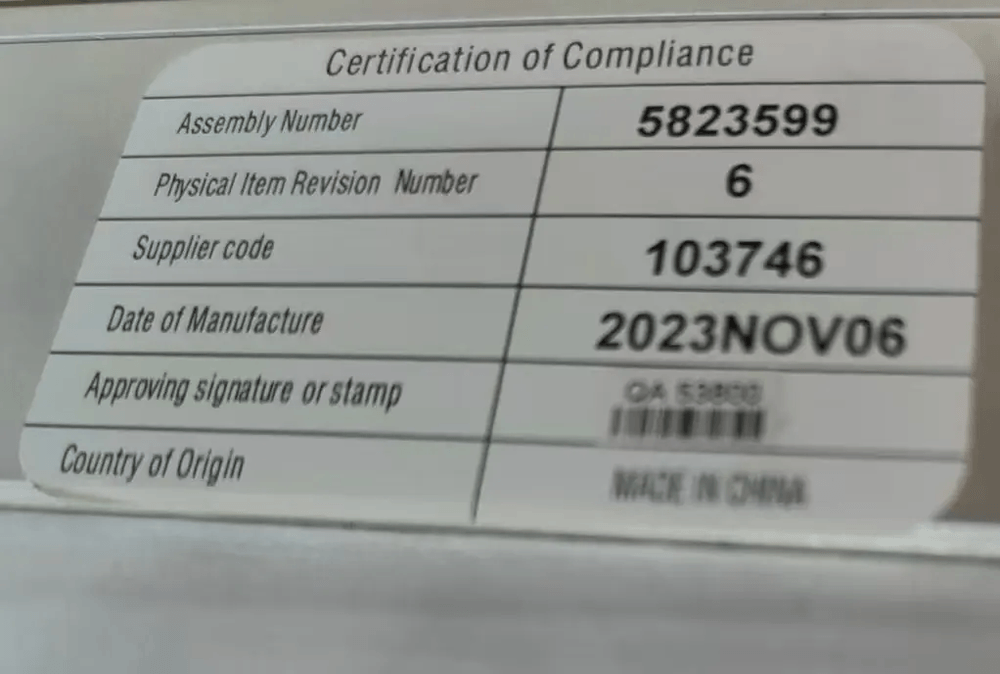 Certification of Compliance
Assembly Number 5823599
Physical Item Revision Number 6
Supplier code 103746
Date of Manufacture 2023NOV06
Approving signature or stamp QA
Country of Origin MADE IN CHINA